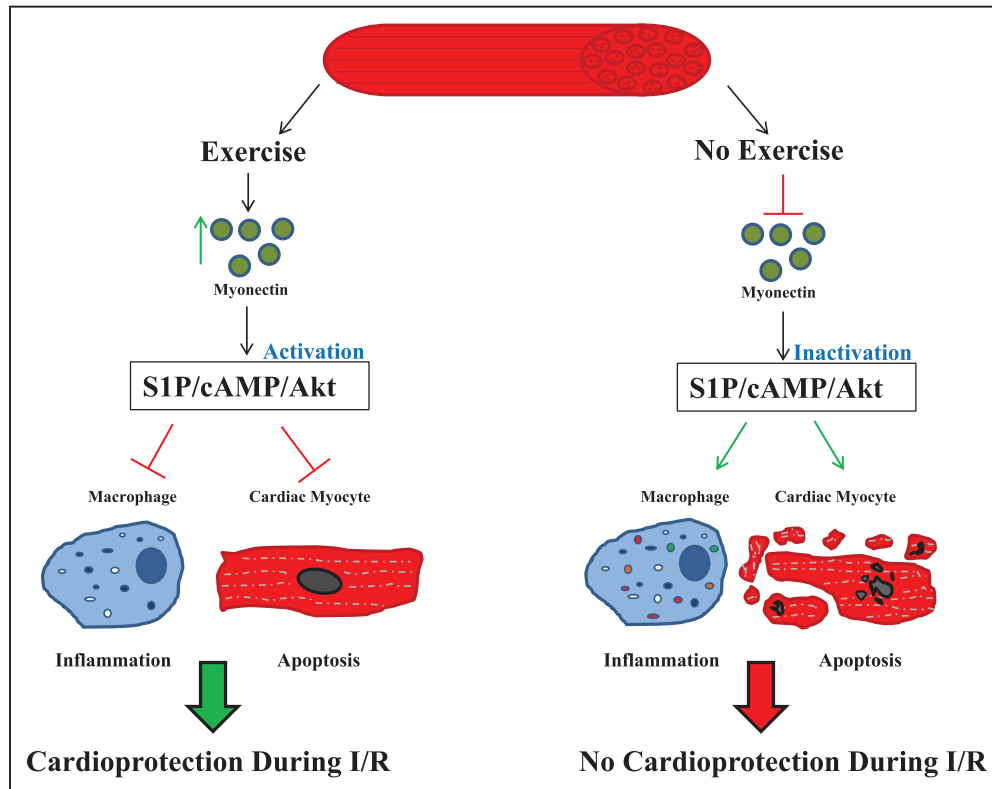 Exercise
No Exercise
Myonectin
Myonectin
Activation
Inactivation
S1P/cAMP/Akt
S1P/cAMP/Akt
Macrophage
Cardiac Myocyte
Macrophage
Cardiac Myocyte
Inflammation
Apoptosis
Inflammation
Apoptosis
Cardioprotection During I/R
No Cardioprotection During I/R